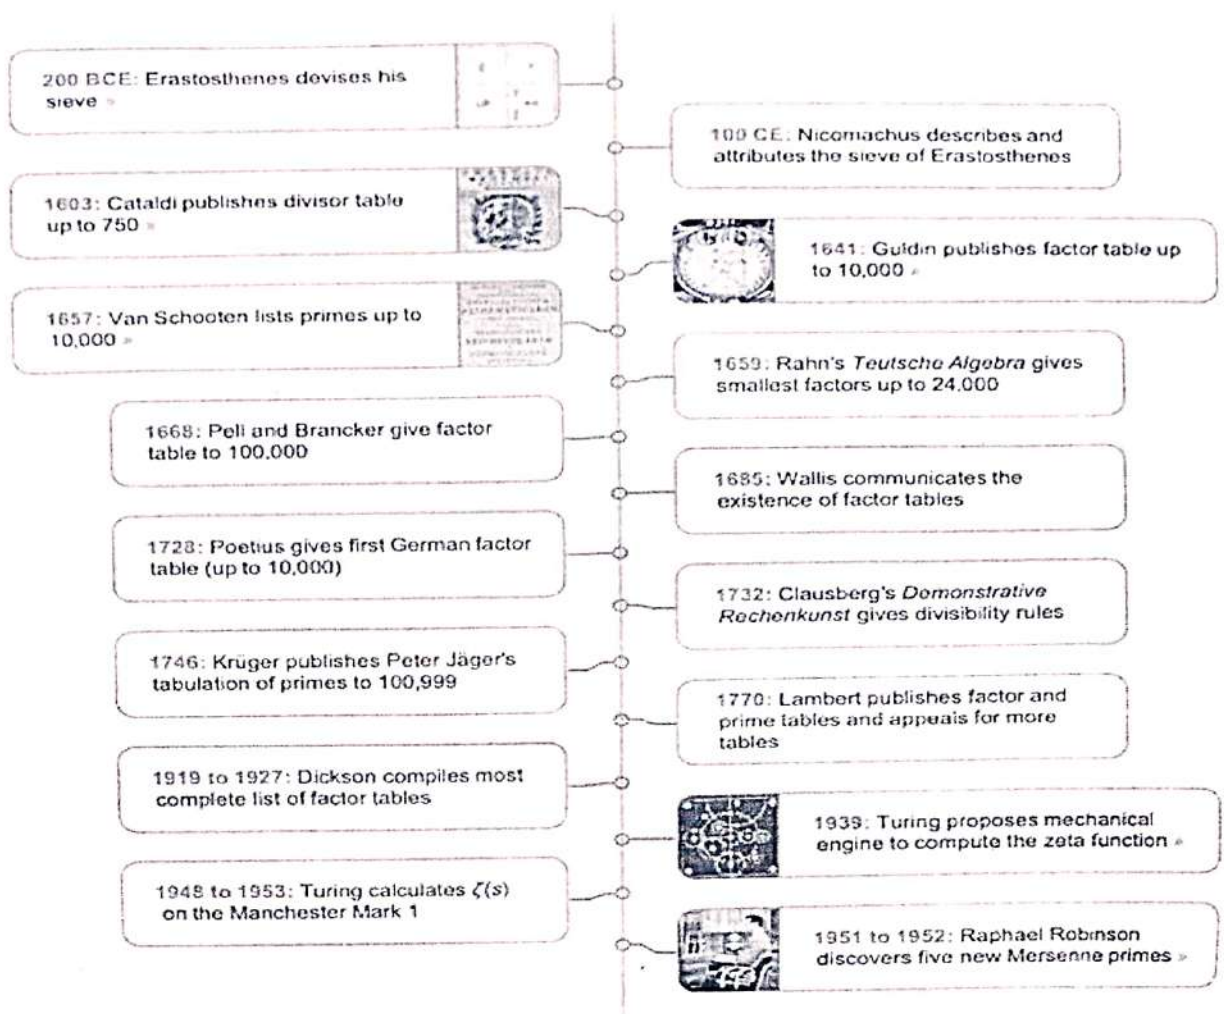 200 BCE: Erastosthenes devises his
sieve »
100 CE: Nicomachus describes and
attributes the sieve of Erastosthenes
1603: Cataldi publishes divisor table
up to 750 »
1641: Guldin publishes factor table up
to 10,000 »
1657: Van Schooten lists primes up to
10,000 »
1659: Rahn's Teutsche Algebra gives
smallest factors up to 24,000
1668: Pell and Brancker give factor
table to 100,000
1685: Wallis communicates the
existence of factor tables
1728: Poetius gives first German factor
table (up to 10,000)
1732: Clausberg's Demonstrative
Rechenkunst gives divisibility rules
1746: Krüger publishes Peter Jäger's
tabulation of primes to 100,999
1770: Lambert publishes factor and
prime tables and appeals for more
tables
1919 to 1927: Dickson compiles most
complete list of factor tables
1939: Turing proposes mechanical
engine to compute the zeta function »
1948 to 1953: Turing calculates ζ(s)
on the Manchester Mark 1
1951 to 1952: Raphael Robinson
discovers five new Mersenne primes »